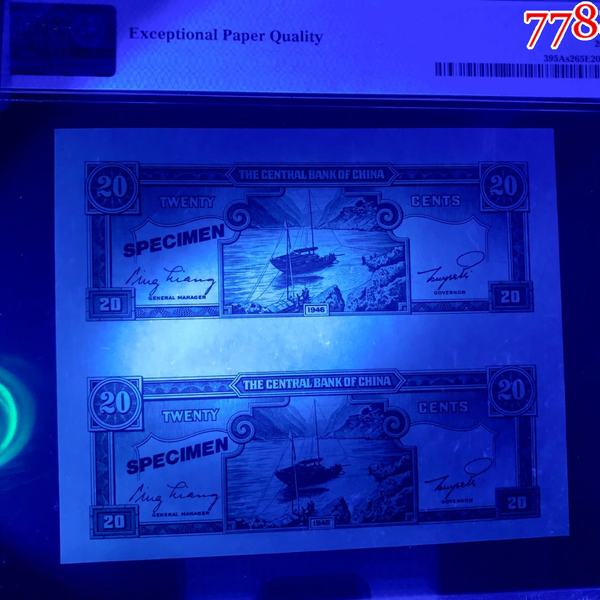 778
Exceptional Paper Quality
THE CENTRAL BANK OF CHINA
20 TWENTY CENTS 20
SPECIMEN
GENERAL MANAGER GOVERNOR
20 1946 20
THE CENTRAL BANK OF CHINA
20 TWENTY CENTS 20
SPECIMEN
GENERAL MANAGER GOVERNOR
20 1946 20